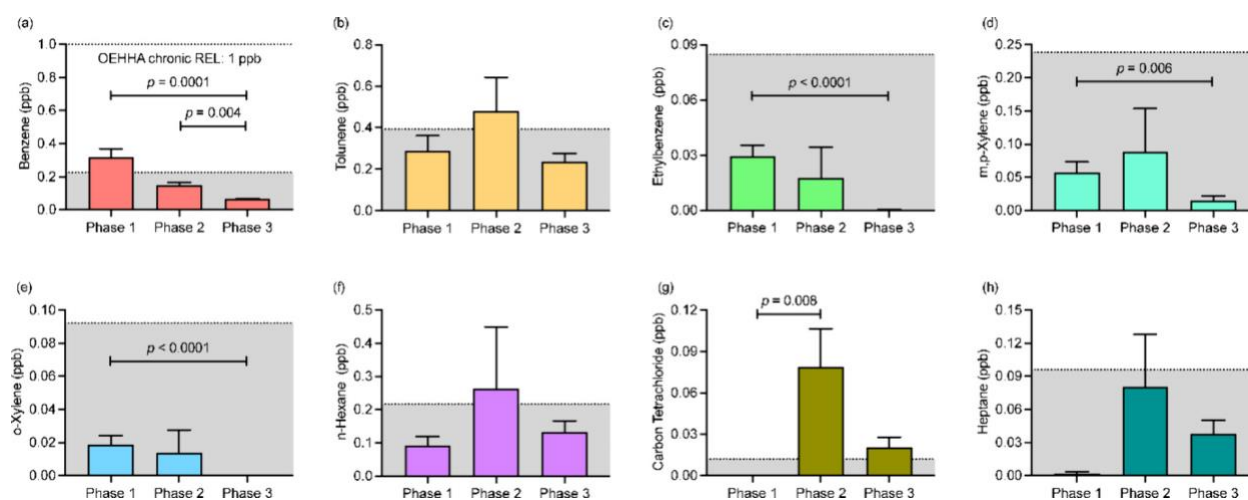 (a)
1.0
0.8
0.6
0.4
0.2
0.0
Benzene (ppb)
OEHHA chronic REL: 1 ppb
p = 0.0001
p = 0.004
Phase 1 Phase 2 Phase 3
(b)
0.8
0.6
0.4
0.2
0.0
Tolunene (ppb)
Phase 1 Phase 2 Phase 3
(c)
0.09
0.06
0.03
0.00
Ethylbenzene (ppb)
p < 0.0001
Phase 1 Phase 2 Phase 3
(d)
0.25
0.20
0.15
0.10
0.05
0.00
m,p-Xylene (ppb)
p = 0.006
Phase 1 Phase 2 Phase 3
(e)
0.10
0.08
0.06
0.04
0.02
0.00
o-Xylene (ppb)
p < 0.0001
Phase 1 Phase 2 Phase 3
(f)
0.5
0.4
0.3
0.2
0.1
0.0
n-Hexane (ppb)
Phase 1 Phase 2 Phase 3
(g)
0.12
0.09
0.06
0.03
0.00
Carbon Tetrachloride (ppb)
p = 0.008
Phase 1 Phase 2 Phase 3
(h)
0.15
0.12
0.09
0.06
0.03
0.00
Heptane (ppb)
Phase 1 Phase 2 Phase 3